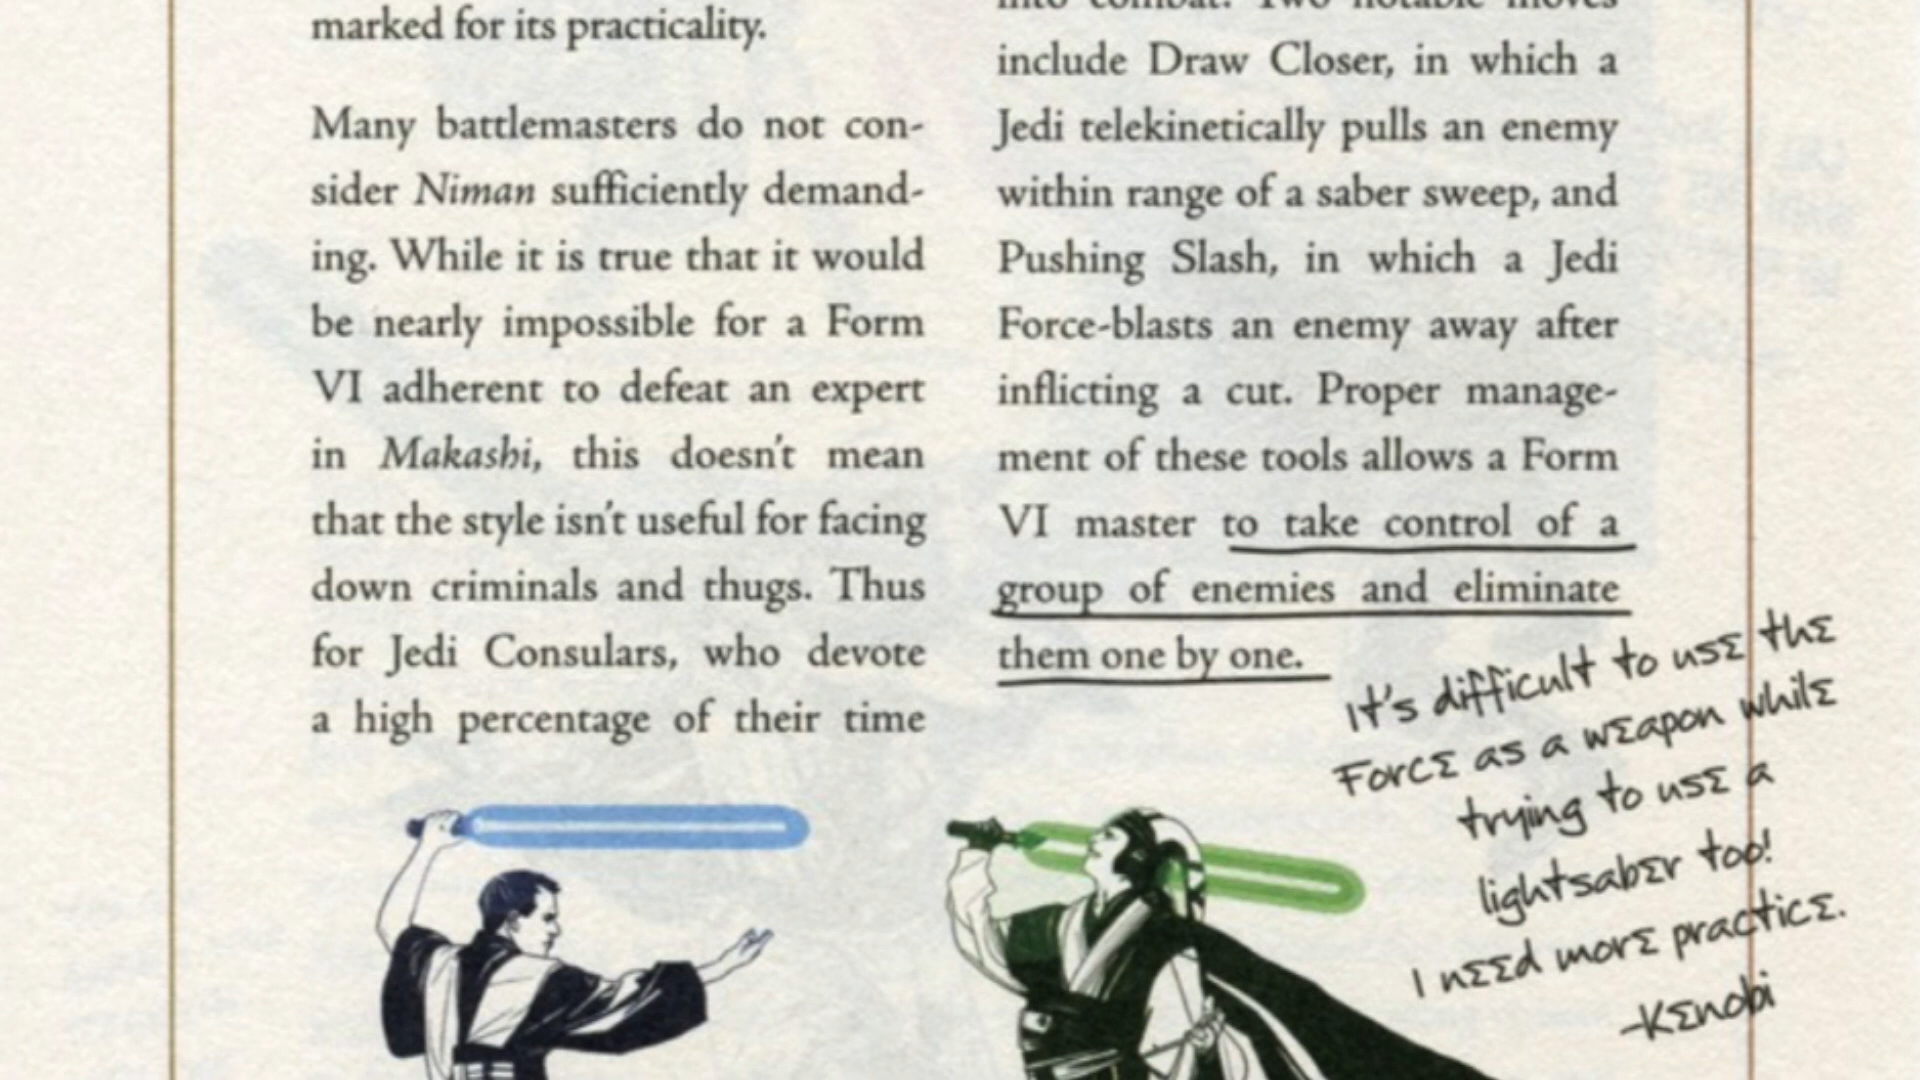 marked for its practicality.
Many battlemasters do not con-
sider Niman sufficiently demand-
ing. While it is true that it would
be nearly impossible for a Form
VI adherent to defeat an expert
in Makashi, this doesn't mean
that the style isn't useful for facing
down criminals and thugs. Thus
for Jedi Consulars, who devote
a high percentage of their time
into combat. Two notable moves
include Draw Closer, in which a
Jedi telekinetically pulls an enemy
within range of a saber sweep, and
Pushing Slash, in which a Jedi
Force-blasts an enemy away after
inflicting a cut. Proper manage-
ment of these tools allows a Form
VI master to take control of a
group of enemies and eliminate
them one by one.
It's difficult to use the
Force as a weapon while
trying to use a
lightsaber too!
I need more practice.
-Kenobi